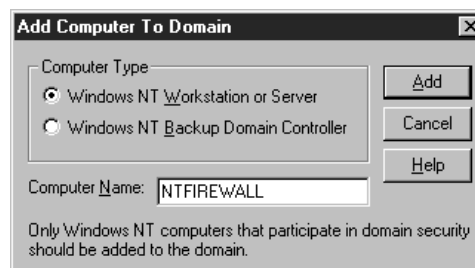 Add Computer To Domain
Computer Type
Windows NT Workstation or Server
Windows NT Backup Domain Controller
Add
Cancel
Help
Computer Name: NTFIREWALL
Only Windows NT computers that participate in domain security
should be added to the domain.